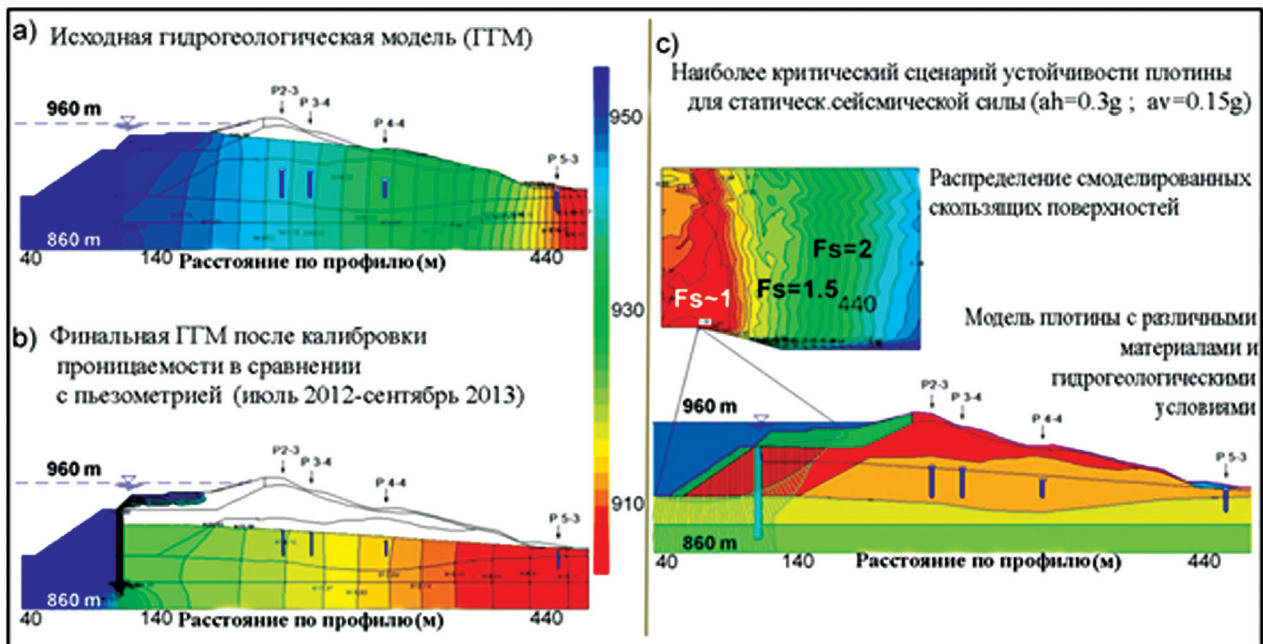 a) Исходная гидрогеологическая модель (ГГМ)
960 m
P2-3
P 3-4
P 4-4
P 5-3
860 m
40
140
Расстояние по профилю (м)
440
b) Финальная ГГМ после калибровки
проницаемости в сравнении
с пьезометрией (июль 2012-сентябрь 2013)
960 m
P2-3
P 3-4
P 4-4
P 5-3
860 m
40
140
Расстояние по профилю (м)
440
950
930
910
c)
Наиболее критический сценарий устойчивости плотины
для статическ.сейсмической силы (ah=0.3g ; av=0.15g)
Распределение смоделированных
скользящих поверхностей
Fs=2
Fs=1.5
Fs~1
440
Модель плотины с различными
материалами и
гидрогеологическими
условиями
960 m
P2-3
P 3-4
P 4-4
P 5-3
860 m
40
140
Расстояние по профилю (м)
440